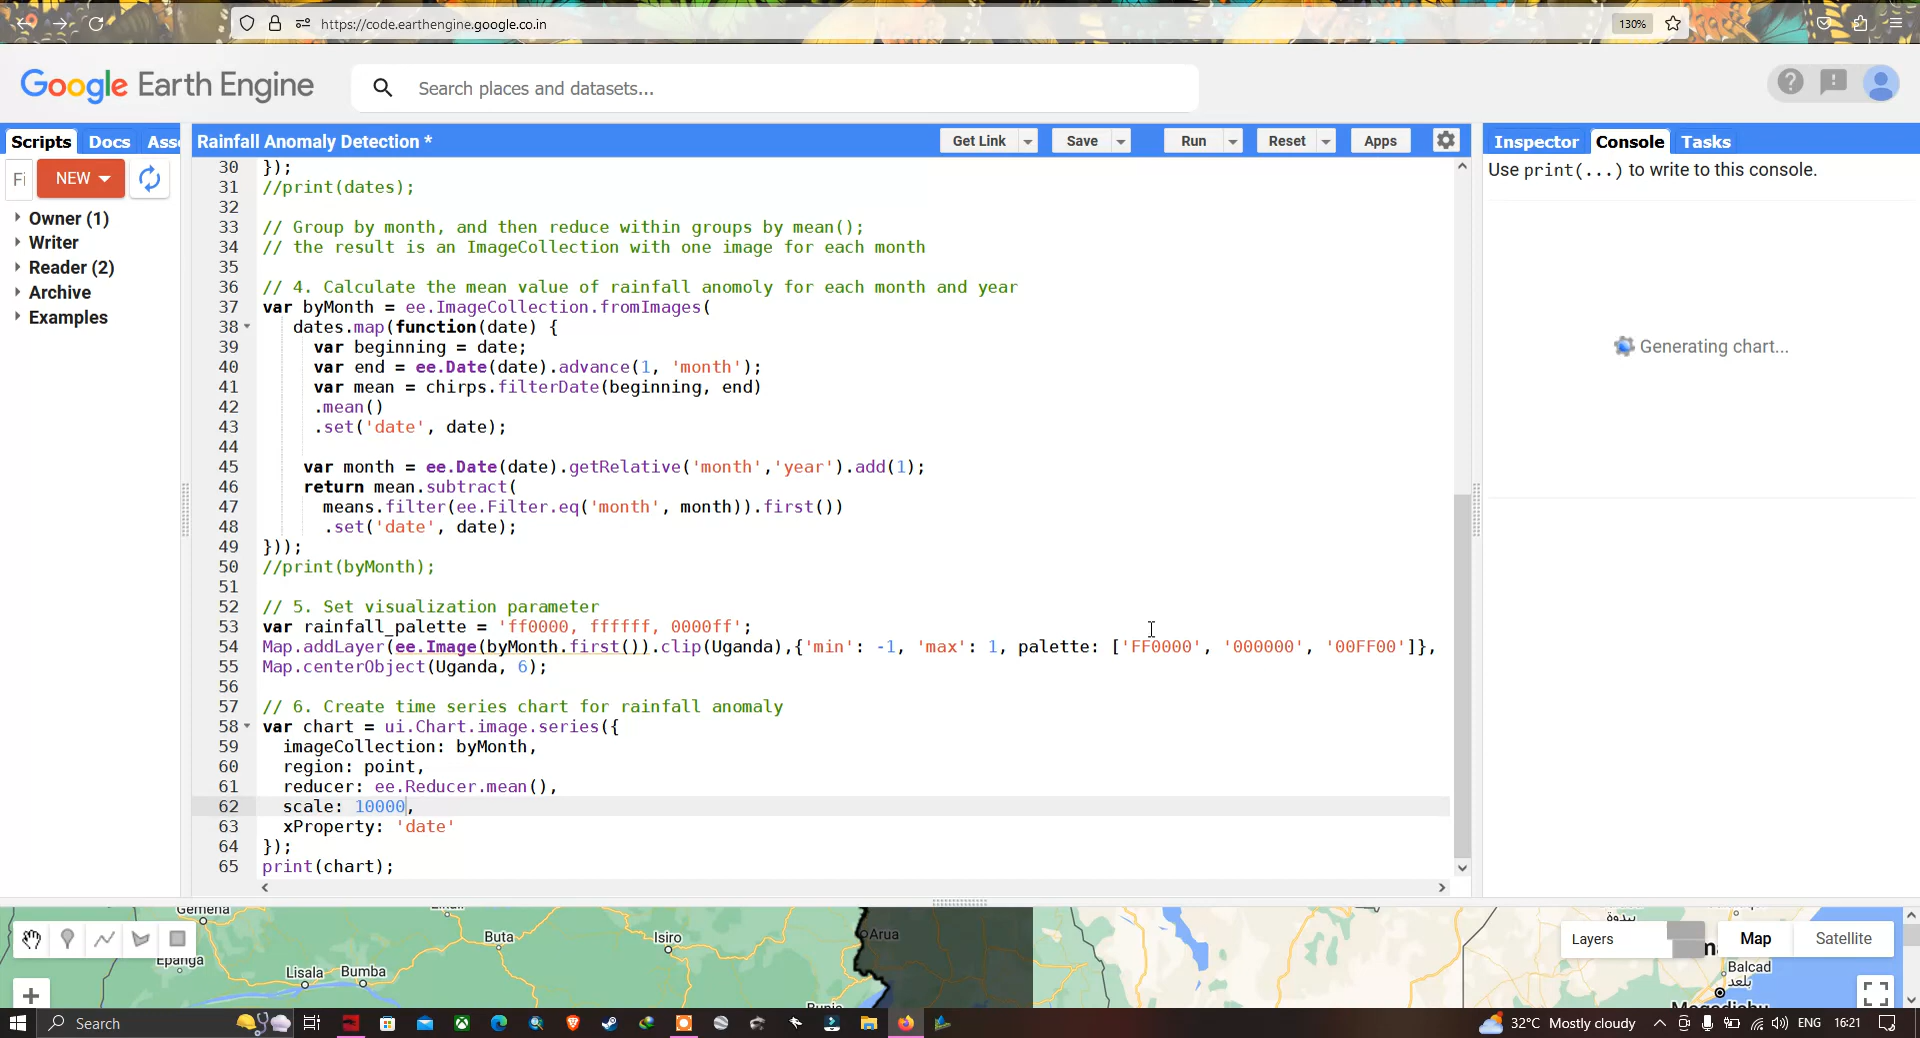 https://code.earthengine.google.co.in
130%
Google Earth Engine
Search places and datasets...
Scripts Docs Ass
Rainfall Anomaly Detection *
Get Link
Save
Run
Reset
Apps
Inspector Console Tasks
Fi
NEW
Owner (1)
Writer
Reader (2)
Archive
Examples
30 });
31 //print(dates);
32
33 // Group by month, and then reduce within groups by mean();
34 // the result is an ImageCollection with one image for each month
35
36 // 4. Calculate the mean value of rainfall anomoly for each month and year
37 var byMonth = ee.ImageCollection.fromImages(
38 dates.map(function(date) {
39 var beginning = date;
40 var end = ee.Date(date).advance(1, 'month');
41 var mean = chirps.filterDate(beginning, end)
42 .mean()
43 .set('date', date);
44
45 var month = ee.Date(date).getRelative('month','year').add(1);
46 return mean.subtract(
47 means.filter(ee.Filter.eq('month', month)).first())
48 .set('date', date);
49 }));
50 //print(byMonth);
51
52 // 5. Set visualization parameter
53 var rainfall_palette = 'ff0000, ffffff, 0000ff';
54 Map.addLayer(ee.Image(byMonth.first()).clip(Uganda),{'min': -1, 'max': 1, palette: ['FF0000', '000000', '00FF00']},
55 Map.centerObject(Uganda, 6);
56
57 // 6. Create time series chart for rainfall anomaly
58 var chart = ui.Chart.image.series({
59 imageCollection: byMonth,
60 region: point,
61 reducer: ee.Reducer.mean(),
62 scale: 10000,
63 xProperty: 'date'
64 });
65 print(chart);
Use print(...) to write to this console.
Generating chart...
Gemena
Buta
Isiro
Arua
Epanga
Lisala
Bumba
بيدوة
Layers
Map
Satellite
Balcad
بلعد
Search
32°C Mostly cloudy
ENG
16:21